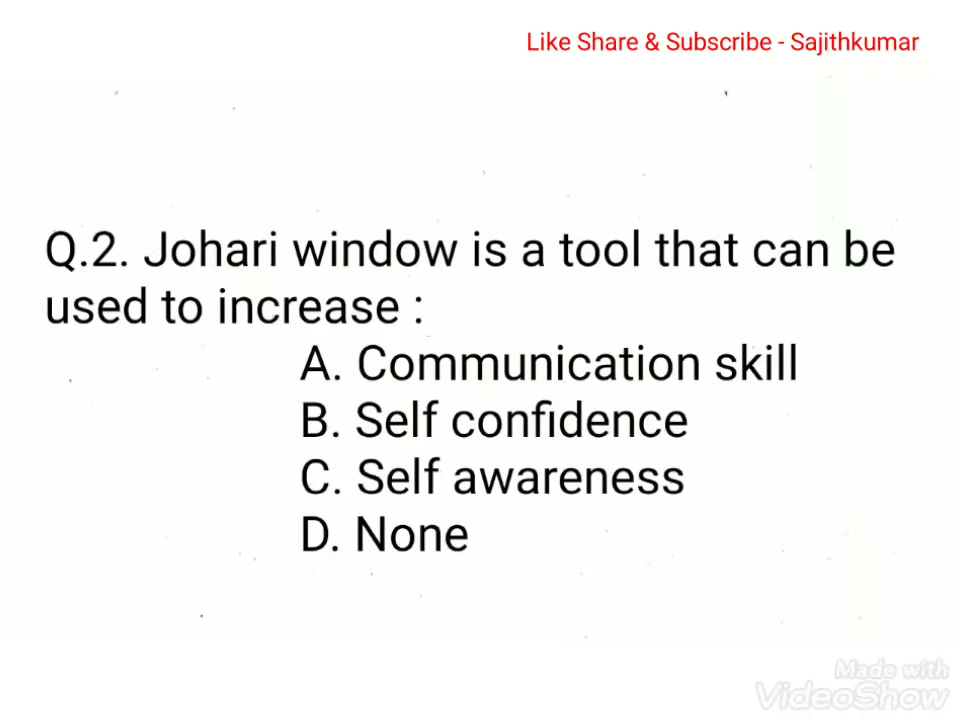 Like Share & Subscribe - Sajithkumar
Q.2. Johari window is a tool that can be
used to increase :
A. Communication skill
B. Self confidence
C. Self awareness
D. None
Made with
VideoShow